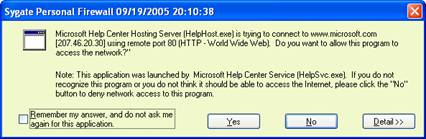 Sygate Personal Firewall 09/19/2005 20:10:38
Microsoft Help Center Hosting Server (HelpHost.exe) is trying to connect to www.microsoft.com
[207.46.20.30] using remote port 80 (HTTP - World Wide Web). Do you want to allow this program to
access the network?"
Note: This application was launched by Microsoft Help Center Service (HelpSvc.exe). If you do not
recognize this program or you do not think it should be able to access the Internet, please click the "No"
button to deny network access to this program.
Remember my answer, and do not ask me
again for this application.
Yes
No
Detail >>